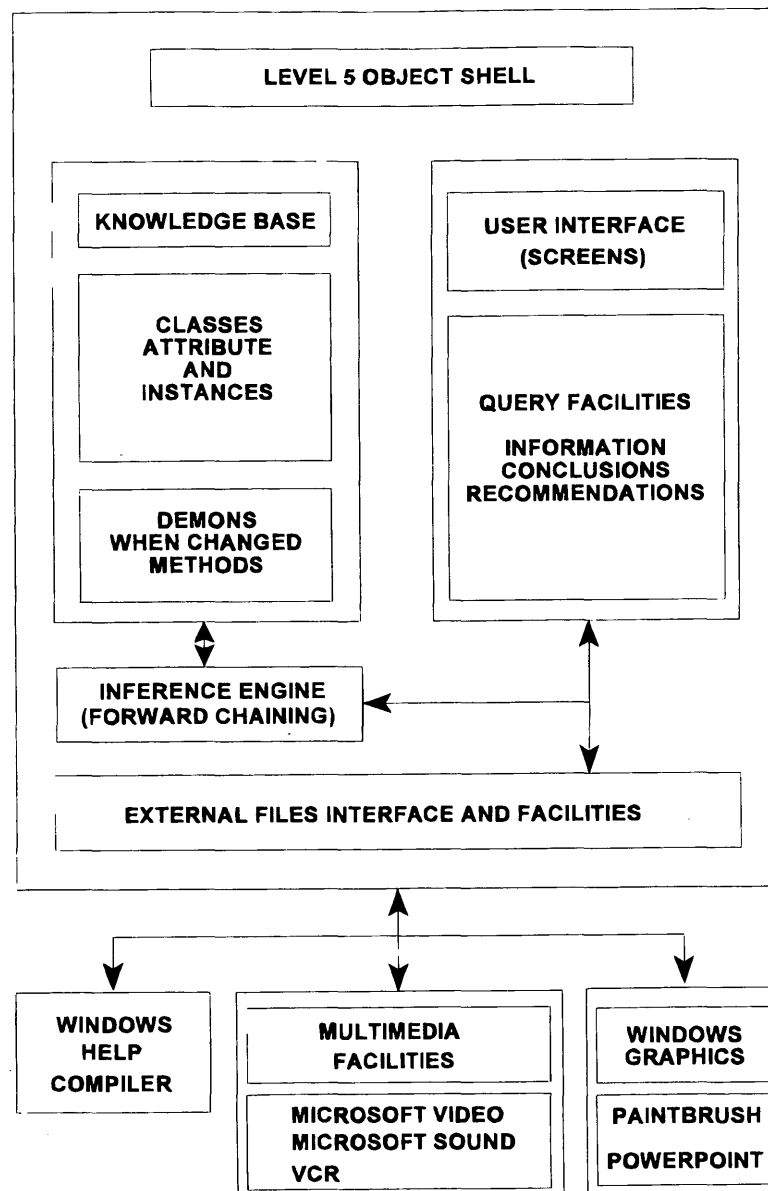 LEVEL 5 OBJECT SHELL
KNOWLEDGE BASE
CLASSES
ATTRIBUTE
AND
INSTANCES
DEMONS
WHEN CHANGED
METHODS
USER INTERFACE
(SCREENS)
QUERY FACILITIES
INFORMATION
CONCLUSIONS
RECOMMENDATIONS
INFERENCE ENGINE
(FORWARD CHAINING)
EXTERNAL FILES INTERFACE AND FACILITIES
WINDOWS
HELP
COMPILER
MULTIMEDIA
FACILITIES
MICROSOFT VIDEO
MICROSOFT SOUND
VCR
WINDOWS
GRAPHICS
PAINTBRUSH
POWERPOINT